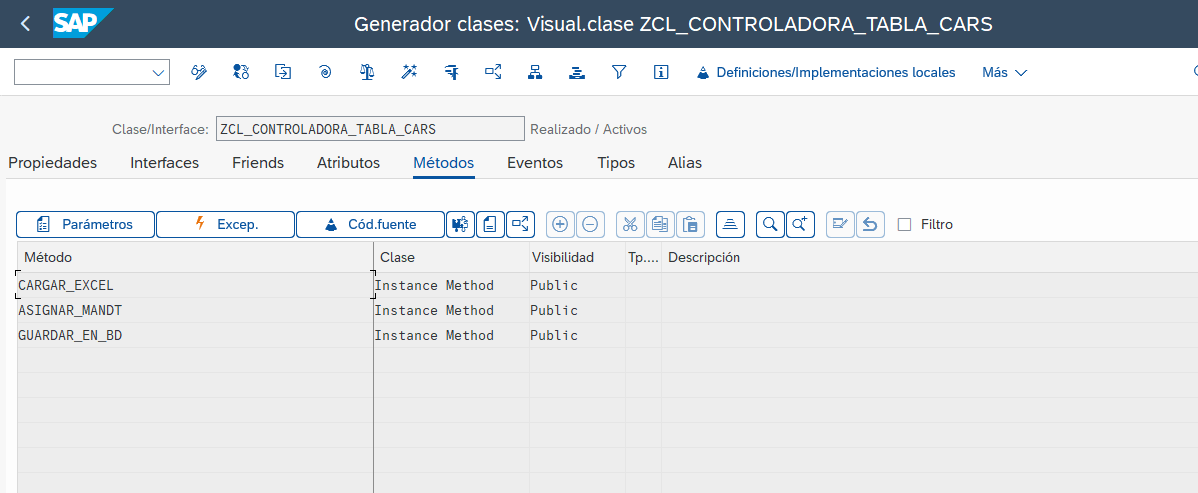 SAP Generador clases: Visual.clase ZCL_CONTROLADORA_TABLA_CARS
Definiciones/Implementaciones locales Más
Clase/Interface: ZCL_CONTROLADORA_TABLA_CARS Realizado / Activos
Propiedades Interfaces Friends Atributos Métodos Eventos Tipos Alias
Parámetros Excep. Cód.fuente Filtro
Método Clase Visibilidad Tp.... Descripción
CARGAR_EXCEL Instance Method Public
ASIGNAR_MANDT Instance Method Public
GUARDAR_EN_BD Instance Method Public